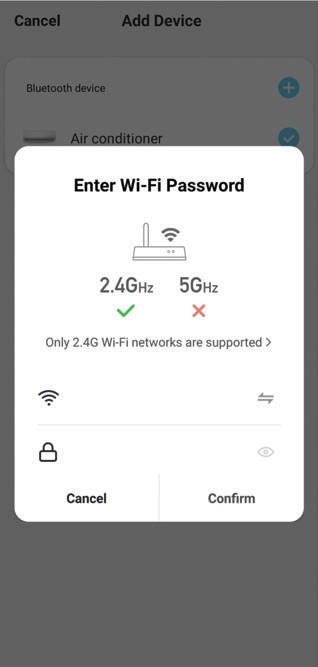 Cancel Add Device
Bluetooth device
Air conditioner
Enter Wi-Fi Password
2.4GHz 5GHz
Only 2.4G Wi-Fi networks are supported >
Cancel Confirm